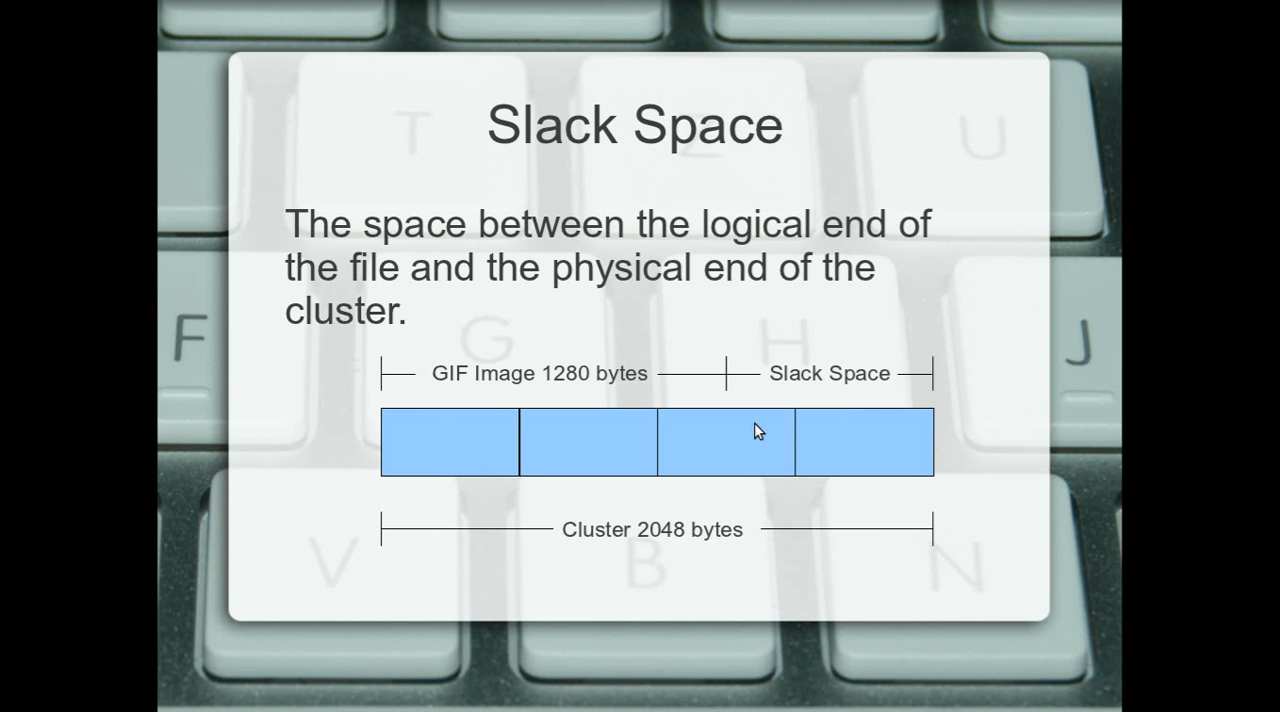 Slack Space
The space between the logical end of
the file and the physical end of the
cluster.
GIF Image 1280 bytes
Slack Space
Cluster 2048 bytes
T
Z
U
F
G
H
J
V
B
N